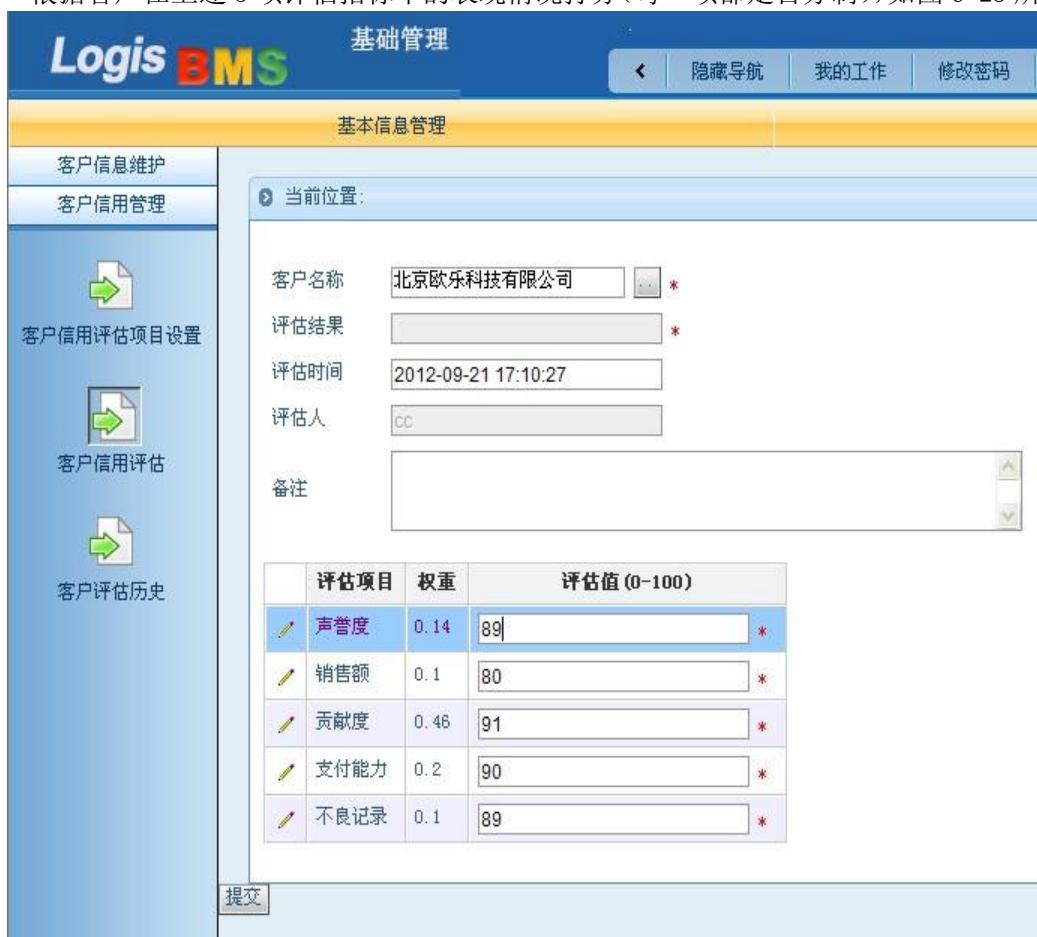 基础管理
Logis BMS
隐藏导航 我的工作 修改密码
基本信息管理
客户信息维护
客户信用管理
当前位置:
客户名称 北京欧乐科技有限公司 .. *
客户信用评估项目设置
评估结果 *
评估时间 2012-09-21 17:10:27
评估人 cc
客户信用评估
备注
客户评估历史
评估项目 权重 评估值(0-100)
声誉度 0.14 89 *
销售额 0.1 80 *
贡献度 0.46 91 *
支付能力 0.2 90 *
不良记录 0.1 89 *
提交